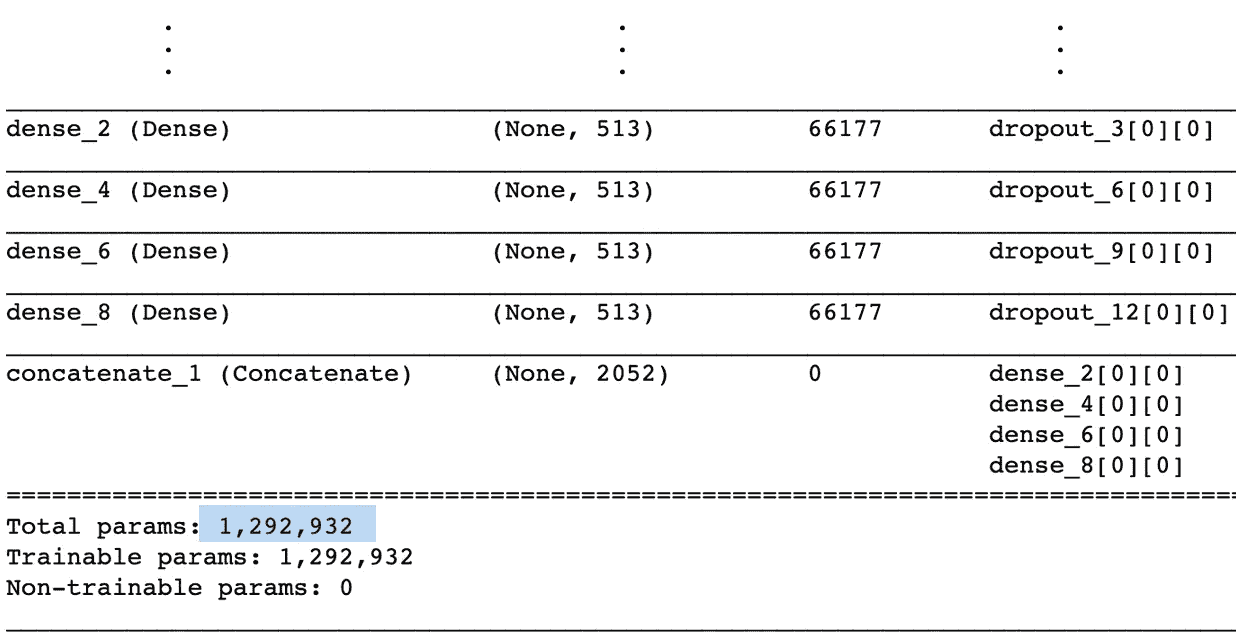 . . .
. . .
. . .
dense_2 (Dense) (None, 513) 66177 dropout_3[0][0]
dense_4 (Dense) (None, 513) 66177 dropout_6[0][0]
dense_6 (Dense) (None, 513) 66177 dropout_9[0][0]
dense_8 (Dense) (None, 513) 66177 dropout_12[0][0]
concatenate_1 (Concatenate) (None, 2052) 0 dense_2[0][0]
dense_4[0][0]
dense_6[0][0]
dense_8[0][0]
Total params: 1,292,932
Trainable params: 1,292,932
Non-trainable params: 0